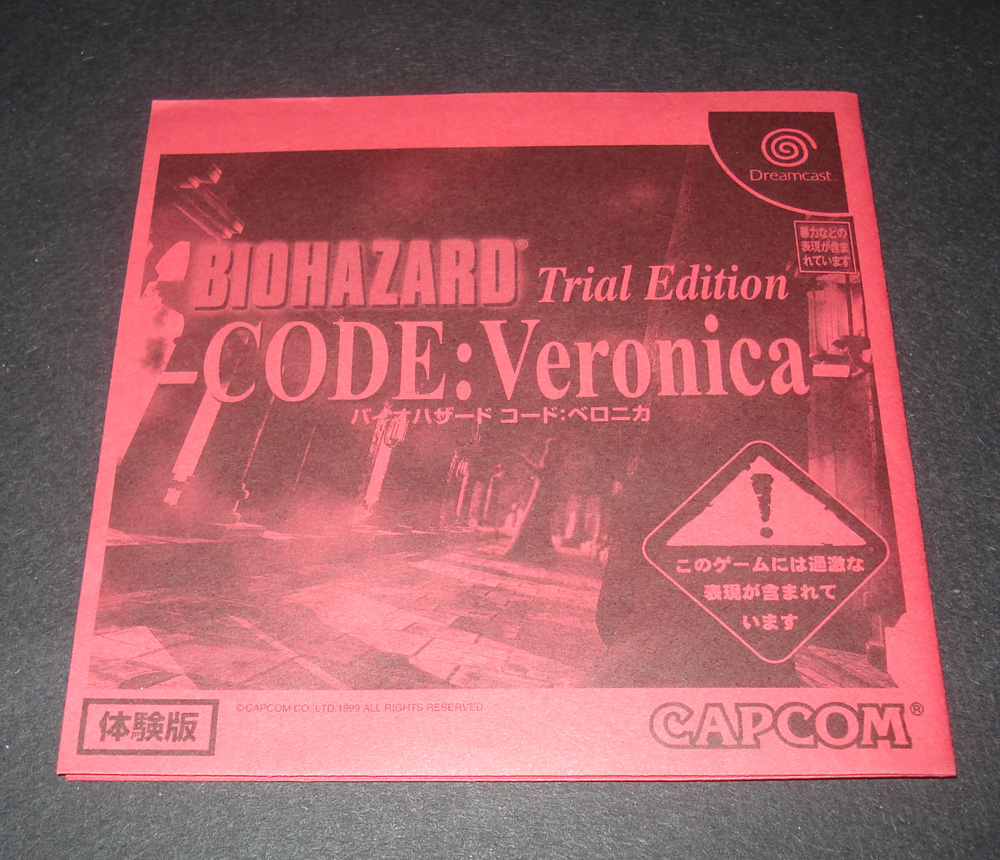 Dreamcast™
暴力などの
表現が含ま
れています
BIOHAZARD® Trial Edition
-CODE:Veronica-
バイオハザード コード:ベロニカ
!
このゲームには過激な
表現が含まれて
います
体験版
©CAPCOM CO.,LTD.1999 ALL RIGHTS RESERVED
CAPCOM®